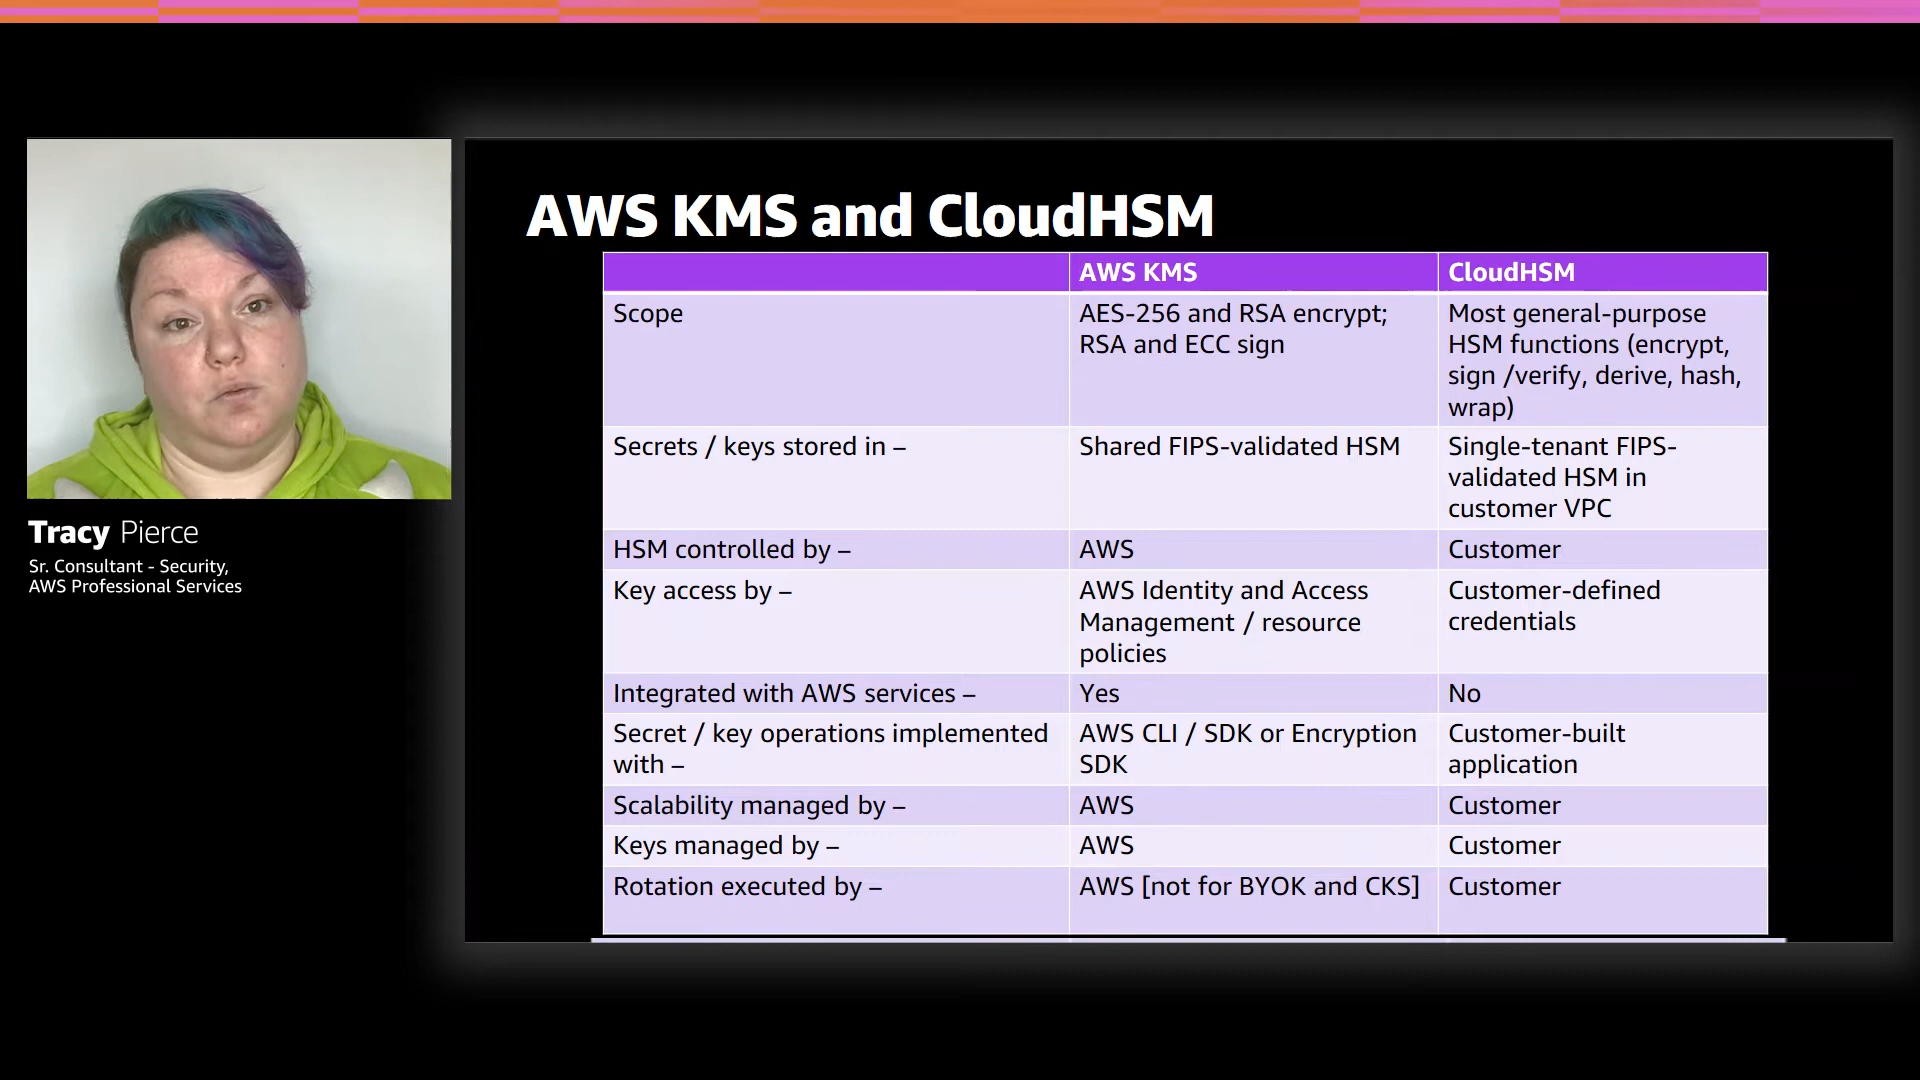 AWS KMS and CloudHSM
AWS KMS
CloudHSM
Scope
AES-256 and RSA encrypt;
RSA and ECC sign
Most general-purpose
HSM functions (encrypt,
sign /verify, derive, hash,
wrap)
Secrets / keys stored in –
Shared FIPS-validated HSM
Single-tenant FIPS-
validated HSM in
customer VPC
HSM controlled by –
AWS
Customer
Key access by –
AWS Identity and Access
Management / resource
policies
Customer-defined
credentials
Integrated with AWS services –
Yes
No
Secret / key operations implemented
with –
AWS CLI / SDK or Encryption
SDK
Customer-built
application
Scalability managed by –
AWS
Customer
Keys managed by –
AWS
Customer
Rotation executed by –
AWS [not for BYOK and CKS]
Customer
Tracy Pierce
Sr. Consultant - Security,
AWS Professional Services